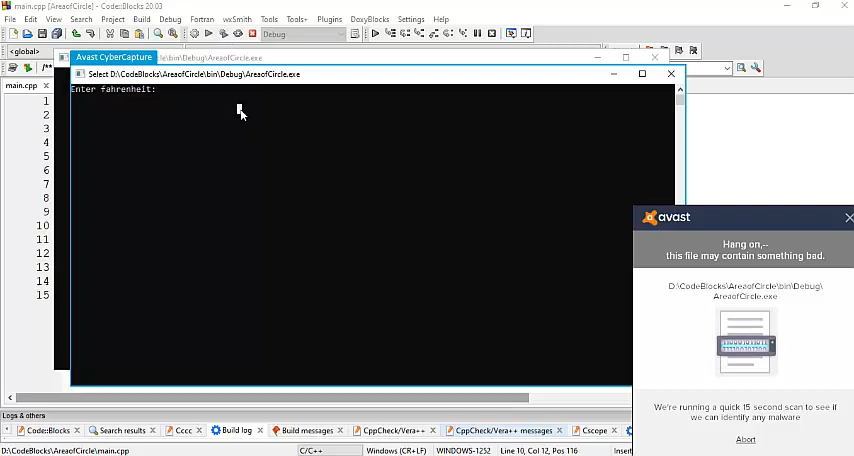 main.cpp [AreaofCircle] - Code::Blocks 20.03
File Edit View Search Project Build Debug Fortran wxSmith Tools Tools+ Plugins DoxyBlocks Settings Help
Debug
<global>
Avast CyberCapture
\bin\Debug\AreaofCircle.exe
/**
Select D:\CodeBlocks\AreaofCircle\bin\Debug\AreaofCircle.exe
main.cpp
Enter fahrenheit:
1
2
3
4
5
6
7
8
9
10
11
12
13
14
15
avast
Hang on,--
this file may contain something bad.
D:\CodeBlocks\AreaofCircle\bin\Debug\
AreaofCircle.exe
We're running a quick 15 second scan to see if
we can identify any malware
Abort
Logs & others
Code::Blocks Search results Cccc Build log Build messages CppCheck/Vera++ CppCheck/Vera++ messages Cscope
D:\CodeBlocks\AreaofCircle\main.cpp C/C++ Windows (CR+LF) WINDOWS-1252 Line 10, Col 12, Pos 116 Insert